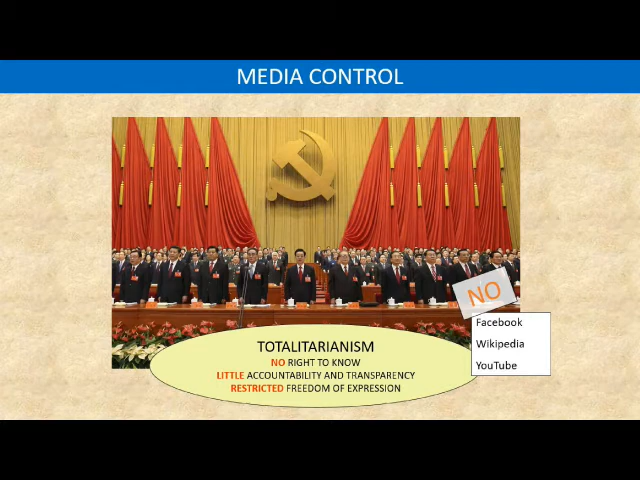 MEDIA CONTROL
NO
Facebook
Wikipedia
YouTube
TOTALITARIANISM
NO RIGHT TO KNOW
LITTLE ACCOUNTABILITY AND TRANSPARENCY
RESTRICTED FREEDOM OF EXPRESSION